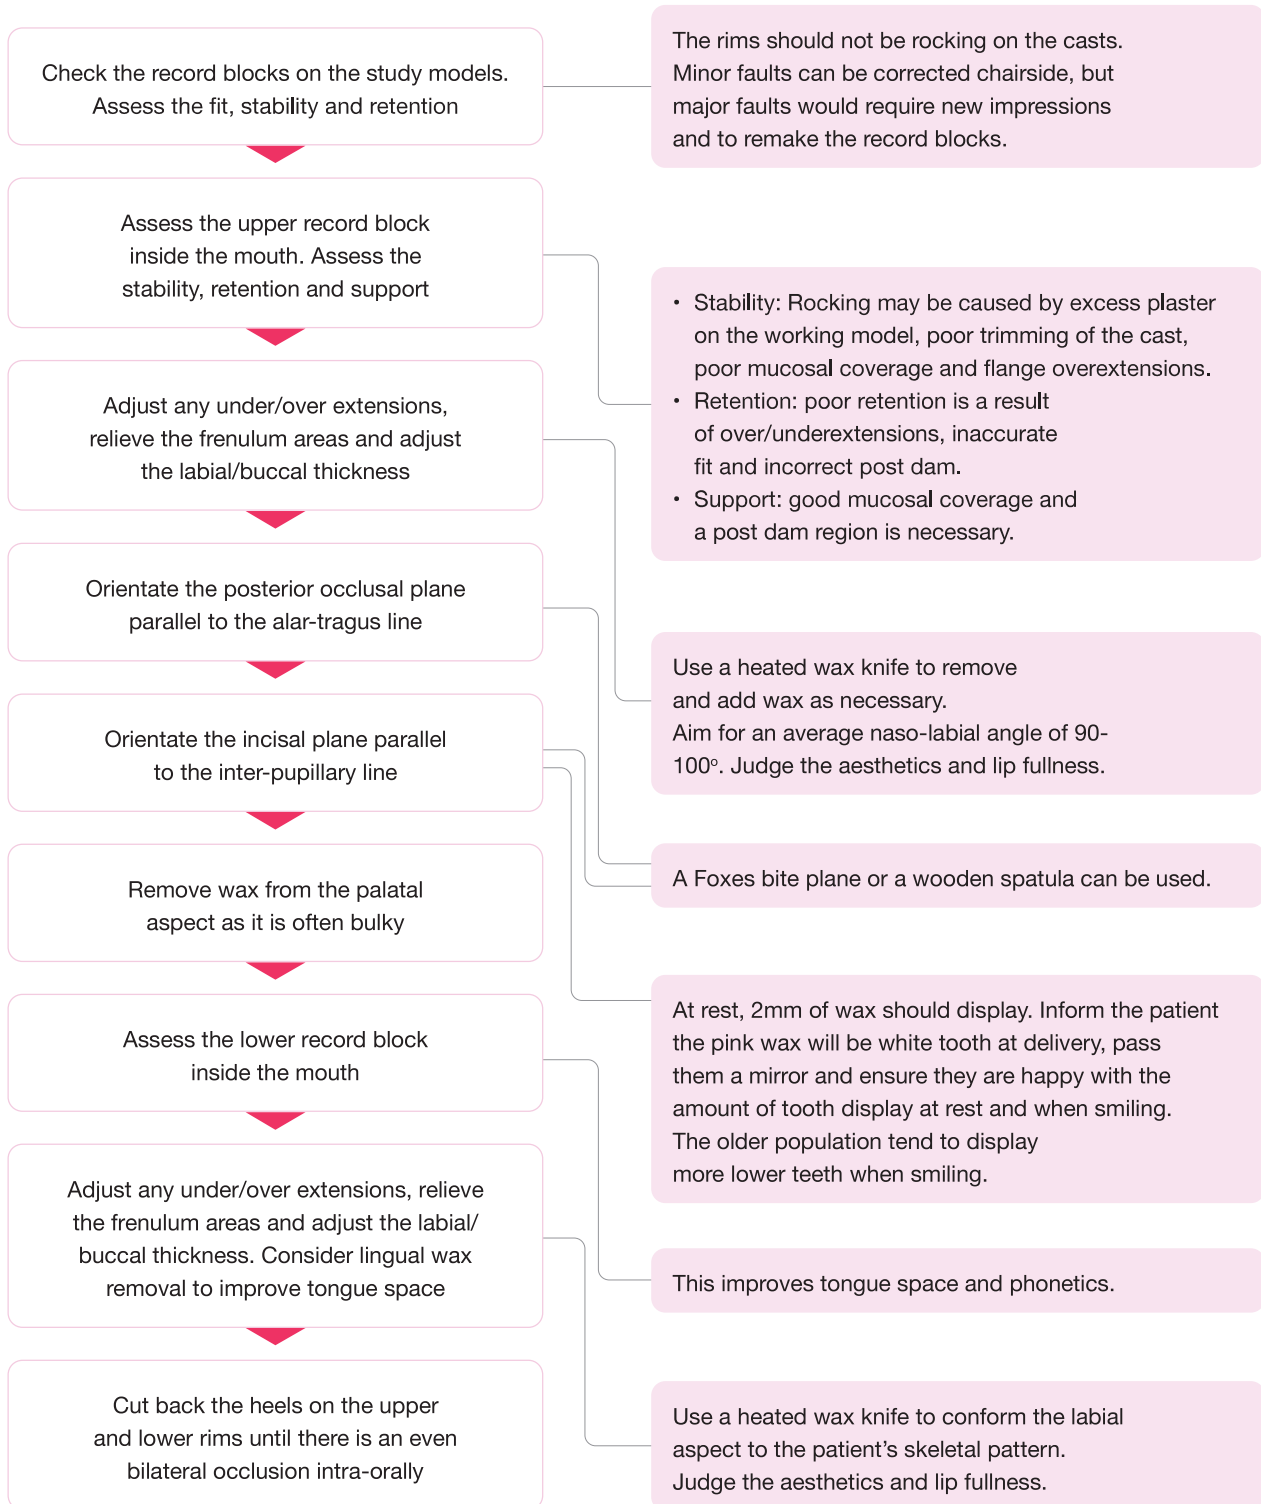 Check the record blocks on the study models.
Assess the fit, stability and retention
The rims should not be rocking on the casts.
Minor faults can be corrected chairside, but
major faults would require new impressions
and to remake the record blocks.
Assess the upper record block
inside the mouth. Assess the
stability, retention and support
• Stability: Rocking may be caused by excess plaster
on the working model, poor trimming of the cast,
poor mucosal coverage and flange overextensions.
• Retention: poor retention is a result
of over/underextensions, inaccurate
fit and incorrect post dam.
• Support: good mucosal coverage and
a post dam region is necessary.
Adjust any under/over extensions,
relieve the frenulum areas and adjust
the labial/buccal thickness
Use a heated wax knife to remove
and add wax as necessary.
Aim for an average naso-labial angle of 90-
100°. Judge the aesthetics and lip fullness.
Orientate the posterior occlusal plane
parallel to the alar-tragus line
Orientate the incisal plane parallel
to the inter-pupillary line
A Foxes bite plane or a wooden spatula can be used.
At rest, 2mm of wax should display. Inform the patient
the pink wax will be white tooth at delivery, pass
them a mirror and ensure they are happy with the
amount of tooth display at rest and when smiling.
The older population tend to display
more lower teeth when smiling.
Remove wax from the palatal
aspect as it is often bulky
Assess the lower record block
inside the mouth
This improves tongue space and phonetics.
Adjust any under/over extensions, relieve
the frenulum areas and adjust the labial/
buccal thickness. Consider lingual wax
removal to improve tongue space
Use a heated wax knife to conform the labial
aspect to the patient's skeletal pattern.
Judge the aesthetics and lip fullness.
Cut back the heels on the upper
and lower rims until there is an even
bilateral occlusion intra-orally